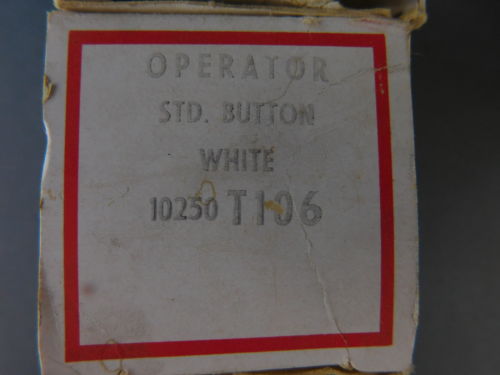 OPERATOR
STD. BUTTON
WHITE
10250 T106